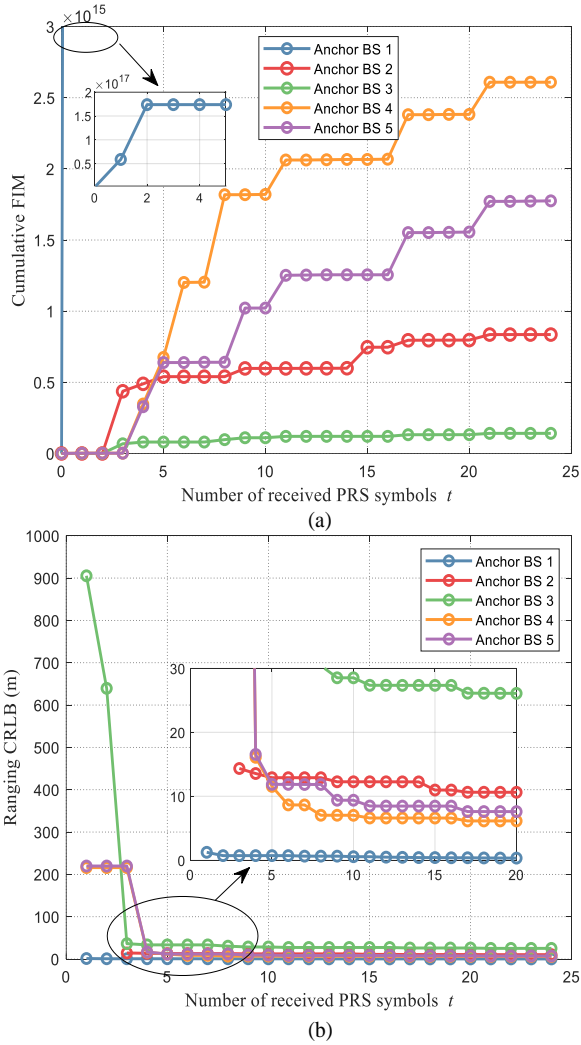 ×10^15
3
2.5
2
1.5
1
0.5
0
Cumulative FIM
Anchor BS 1
Anchor BS 2
Anchor BS 3
Anchor BS 4
Anchor BS 5
×10^17
2
1.5
1
0.5
0 2 4
0 5 10 15 20 25
Number of received PRS symbols t
(a)
1000
900
800
700
600
500
400
300
200
100
0
Ranging CRLB (m)
Anchor BS 1
Anchor BS 2
Anchor BS 3
Anchor BS 4
Anchor BS 5
30
20
10
0
0 5 10 15 20
0 5 10 15 20 25
Number of received PRS symbols t
(b)